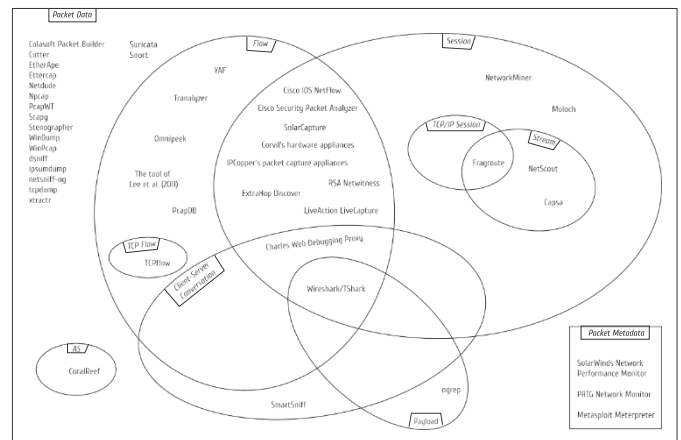 Packet Data
Colasoft Packet Builder
Cutter
EtherApe
Ettercap
Netdude
Npcap
PcapWT
Scapy
Stenographer
WinDump
WinPcap
dsniff
ipsumdump
netsniff-ng
tcpdump
xtractr
Suricata
Snort
Flow
YAF
Tranalyzer
Omnipeek
The tool of
Lee et al. (2011)
PcapDB
TCP Flow
TCPflow
Cisco IOS NetFlow
Cisco Security Packet Analyzer
SolarCapture
Corvil's hardware appliances
IPCopper's packet capture appliances
RSA Netwitness
ExtraHop Discover
LiveAction LiveCapture
Session
NetworkMiner
Moloch
TCP/IP Session
Stream
Fragroute
NetScout
Capsa
Client-Server
Conversation
Charles Web Debugging Proxy
Wireshark/TShark
SmartSniff
ngrep
Payload
AS
CoralReef
Packet Metadata
SolarWinds Network
Performance Monitor
PRTG Network Monitor
Metasploit Meterpreter